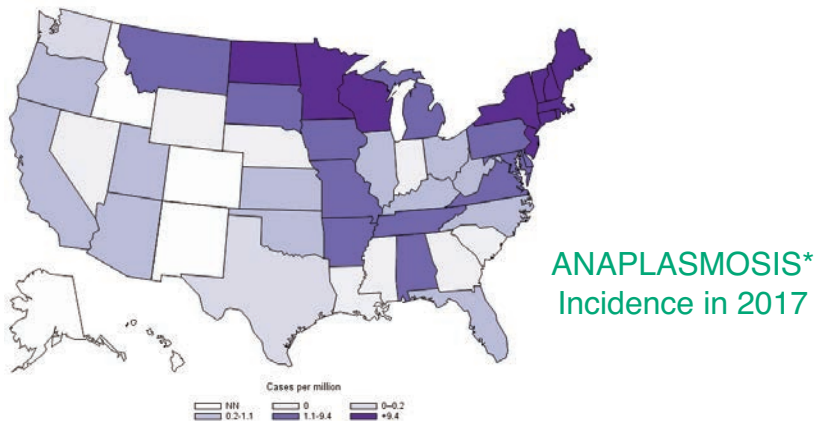 ANAPLASMOSIS*
Incidence in 2017
Cases per million
NN 0 0–0.2
0.2-1.1 1.1-9.4 +9.4